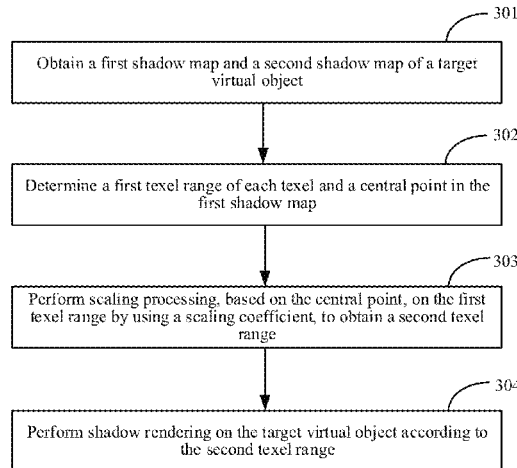 301
Obtain a first shadow map and a second shadow map of a target
virtual object
302
Determine a first texel range of each texel and a central point in the
first shadow map
303
Perform scaling processing, based on the central point, on the first
texel range by using a scaling coefficient, to obtain a second texel
range
304
Perform shadow rendering on the target virtual object according to
the second texel range